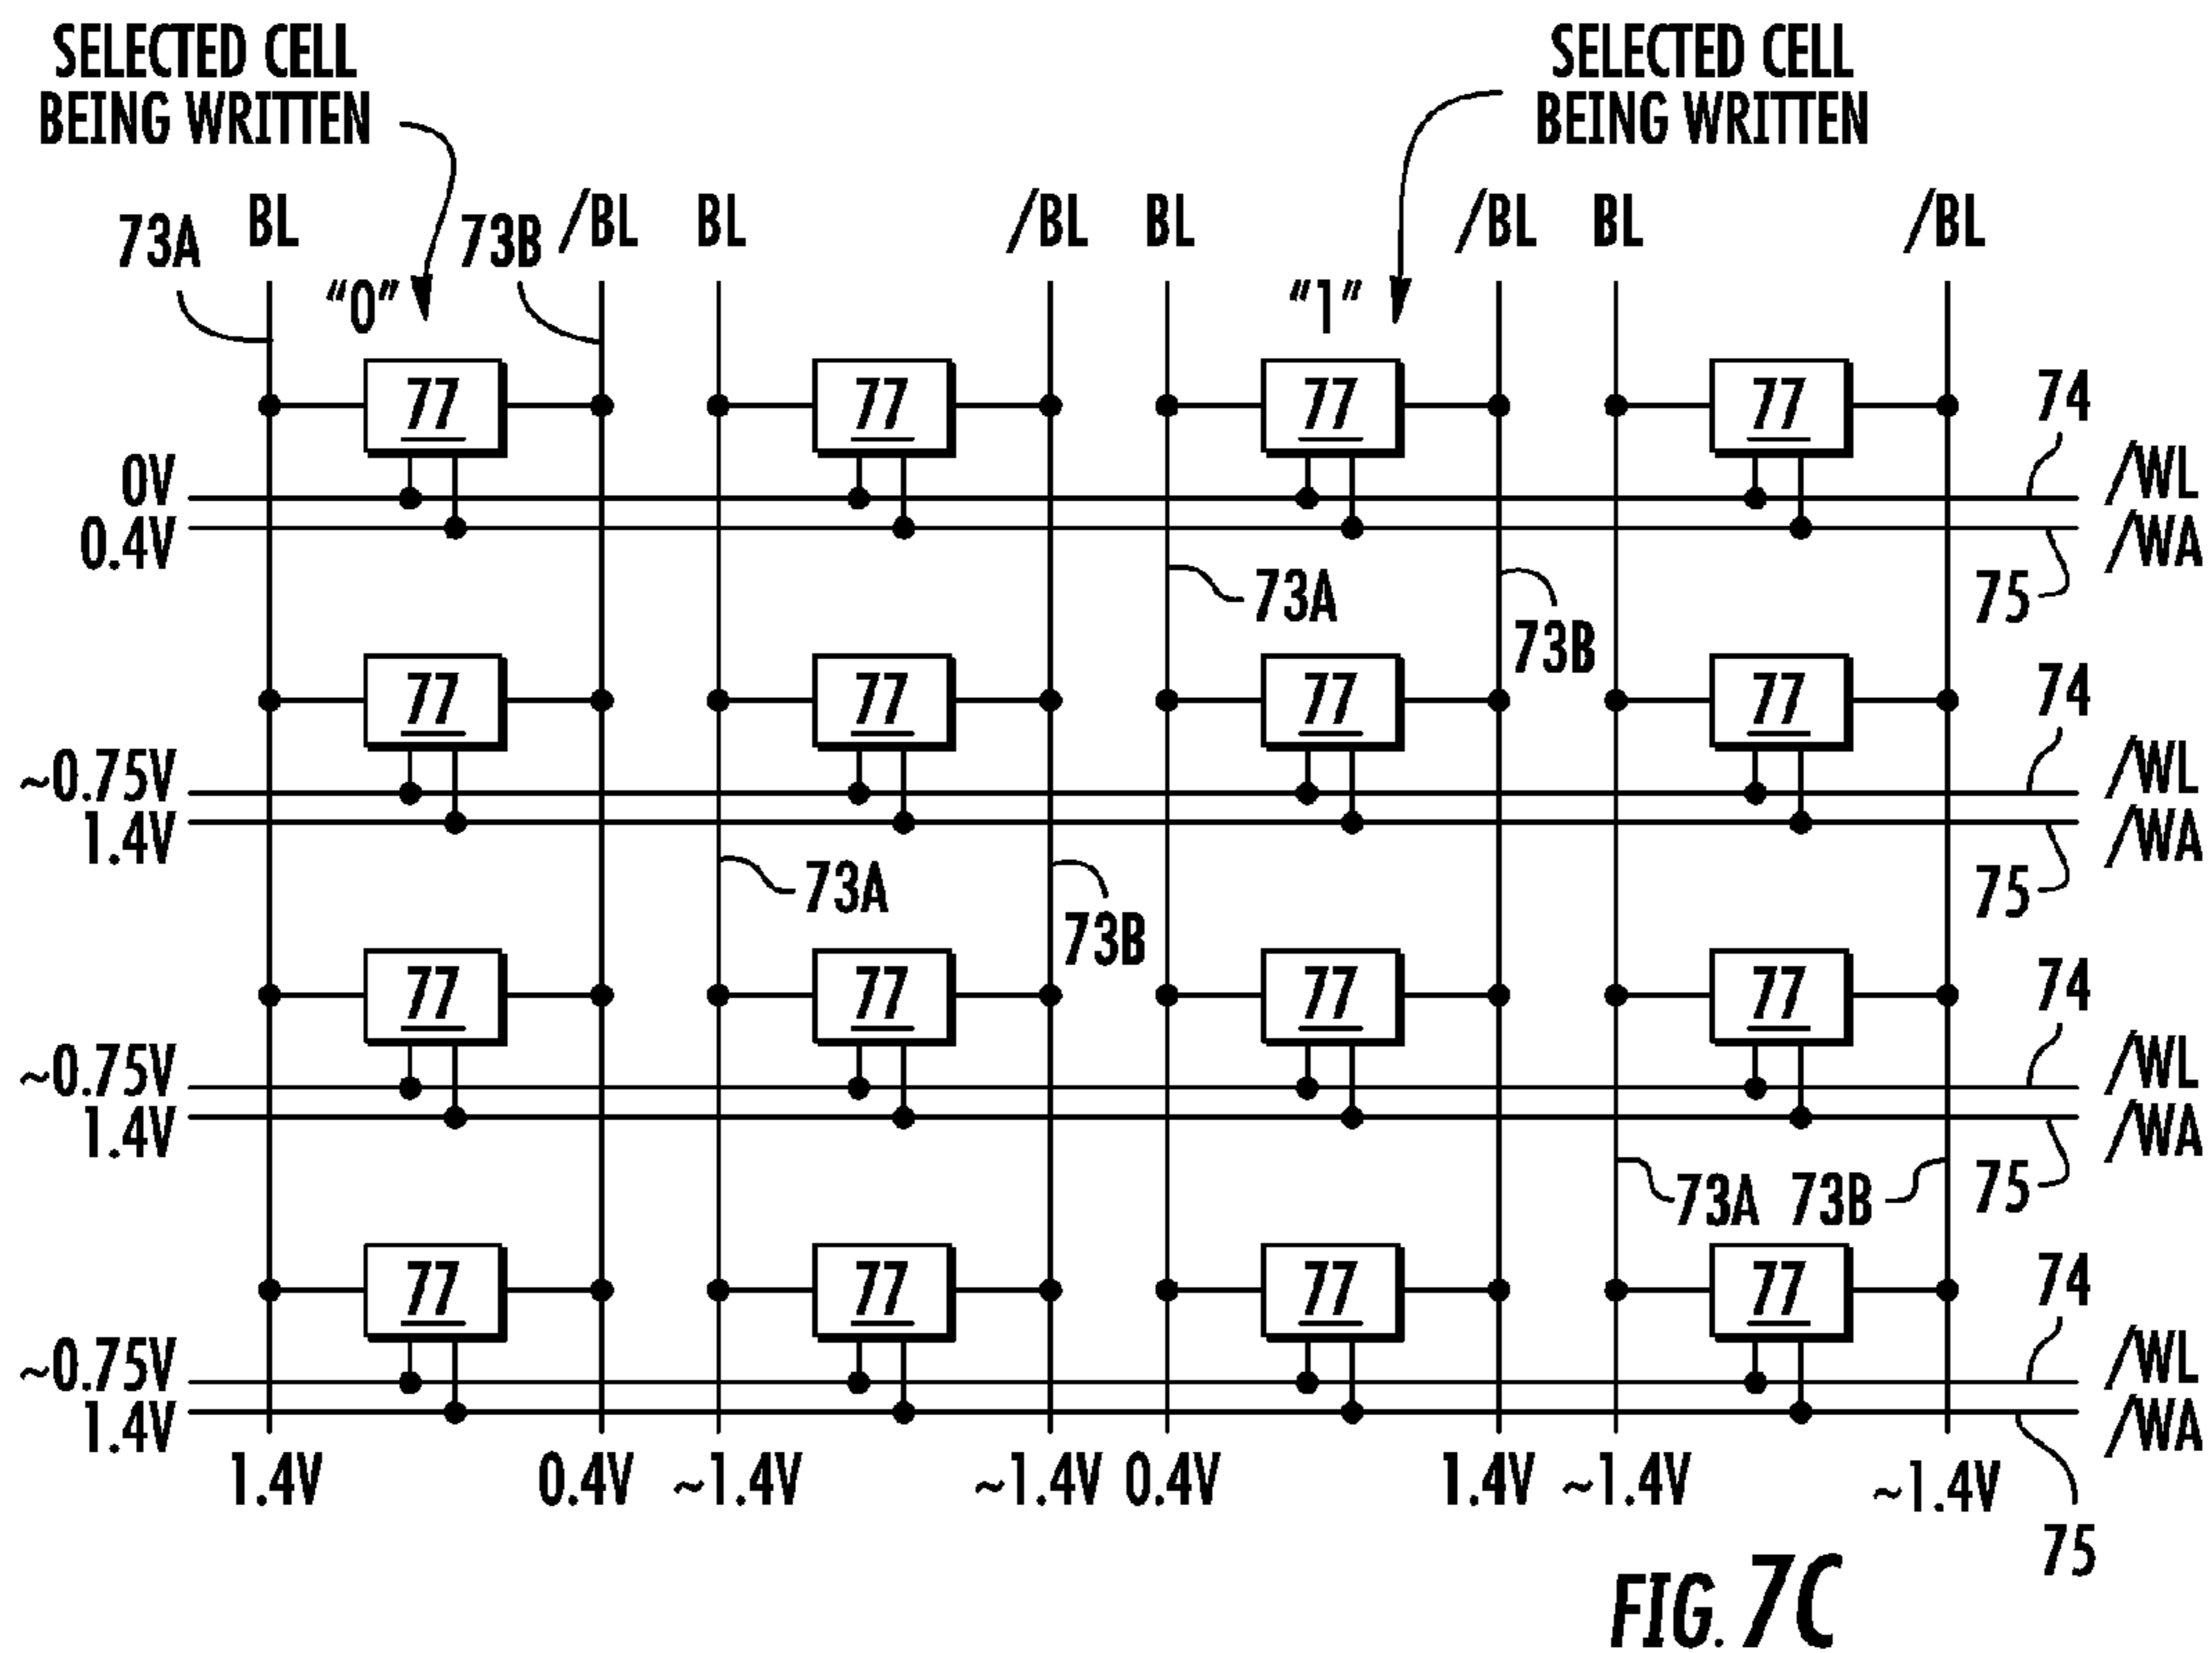 SELECTED CELL
BEING WRITTEN
SELECTED CELL
BEING WRITTEN
73A BL 73B /BL BL /BL BL /BL BL /BL
"0" "1"
77 77 77 77 74
0V /WL
0.4V /WA
73A 75
73B
77 77 77 77 74
~0.75V /WL
1.4V /WA
73A 75
73B
77 77 77 77 74
~0.75V /WL
1.4V /WA
73A 73B 75
77 77 77 77 74
~0.75V /WL
1.4V /WA
1.4V 0.4V ~1.4V ~1.4V 0.4V 1.4V ~1.4V ~1.4V
75
FIG. 7C